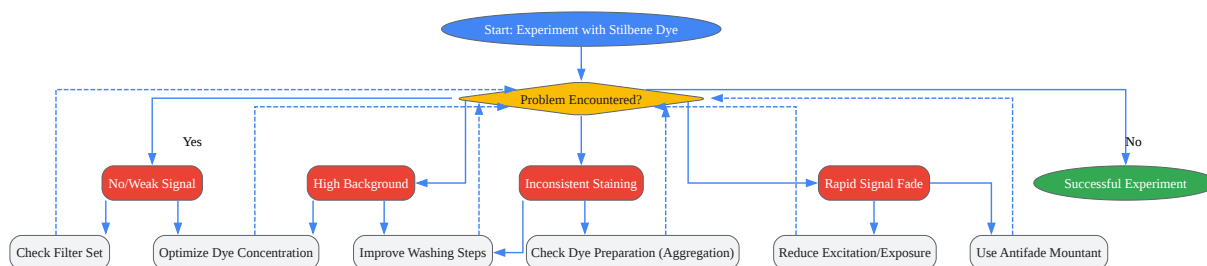 Start: Experiment with Stilbene Dye
Problem Encountered?
Yes
No
No/Weak Signal
High Background
Inconsistent Staining
Rapid Signal Fade
Successful Experiment
Check Filter Set
Optimize Dye Concentration
Improve Washing Steps
Check Dye Preparation (Aggregation)
Reduce Excitation/Exposure
Use Antifade Mountant